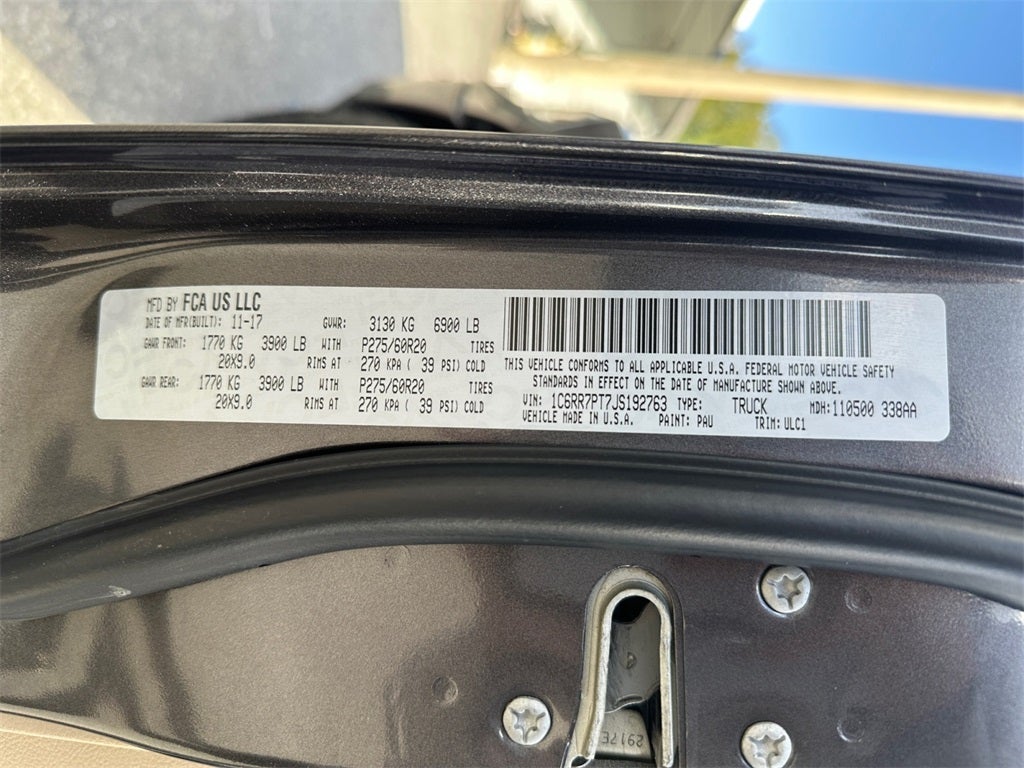 MFD BY FCA US LLC
DATE OF MFR(BUILT): 11-17 GVWR: 3130 KG 6900 LB
GAWR FRONT: 1770 KG 3900 LB WITH P275/60R20 TIRES
20X9.0 RIMS AT 270 KPA ( 39 PSI) COLD
GAWR REAR: 1770 KG 3900 LB WITH P275/60R20 TIRES
20X9.0 RIMS AT 270 KPA ( 39 PSI) COLD
THIS VEHICLE CONFORMS TO ALL APPLICABLE U.S.A. FEDERAL MOTOR VEHICLE SAFETY
STANDARDS IN EFFECT ON THE DATE OF MANUFACTURE SHOWN ABOVE.
VIN: 1C6RR7PT7JS192763 TYPE: TRUCK MDH:110500 338AA
VEHICLE MADE IN U.S.A. PAINT: PAU TRIM: ULC1
2917E